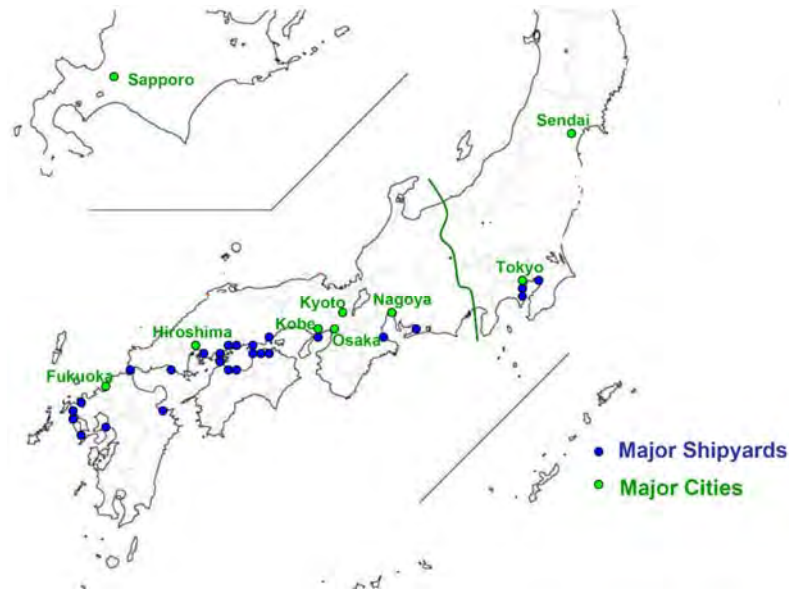 Sapporo
Sendai
Tokyo
Kyoto
Nagoya
Hiroshima
Kobe
Osaka
Fukuoka
Major Shipyards
Major Cities